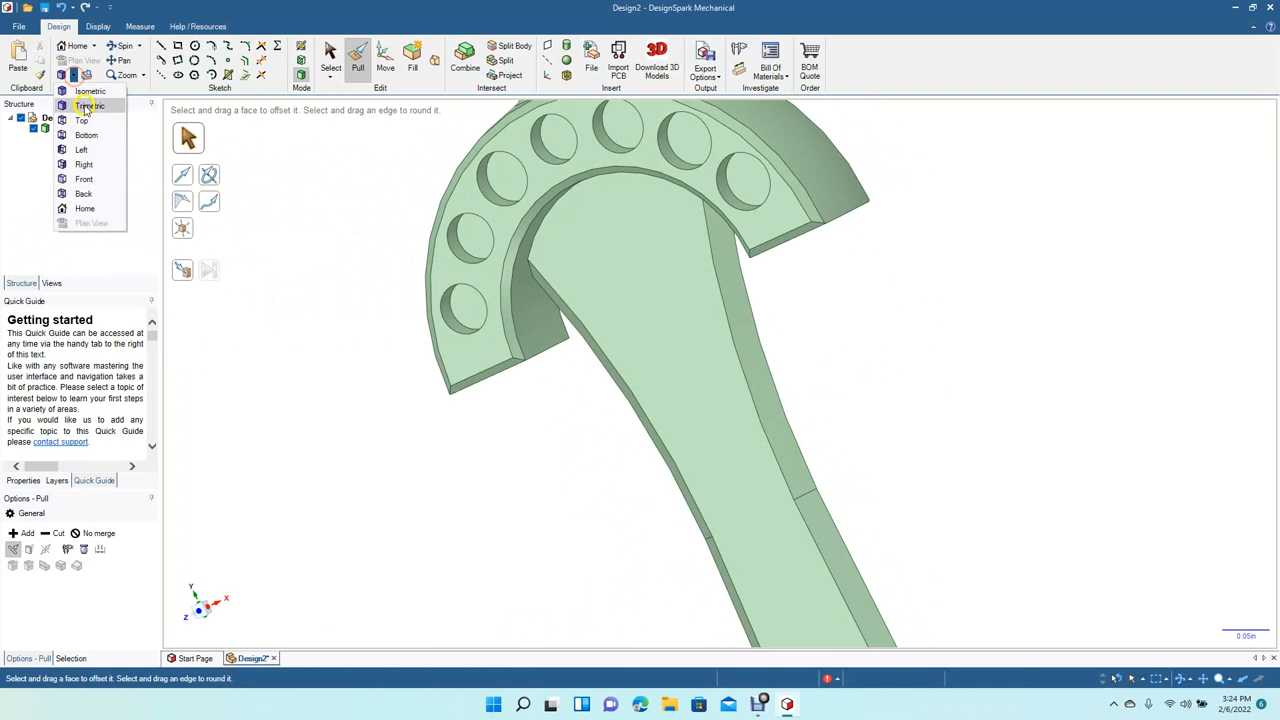 Design2 - DesignSpark Mechanical
File
Design
Display
Measure
Help / Resources
Home
Spin
Plan View
Pan
Zoom
Paste
Select
Pull
Move
Fill
Combine
Split Body
Split
Project
File
Import
PCB
Download 3D
Models
Export
Options
Bill Of
Materials
BOM
Quote
Clipboard
Sketch
Edit
Intersect
Insert
Output
Investigate
Order
Isometric
Trimetric
Top
Bottom
Left
Right
Front
Back
Home
Plan View
Structure
De
Select and drag a face to offset it. Select and drag an edge to round it.
Structure
Views
Quick Guide
Getting started
This Quick Guide can be accessed at
any time via the handy tab to the right
of this text.
Like with any software mastering the
user interface and navigation takes a
bit of practice. Please select a topic of
interest below to learn your first steps
in a variety of areas.
If you would like us to add any
specific topic to this Quick Guide
please contact support.
Properties
Layers
Quick Guide
Options - Pull
General
Add
Cut
No merge
Y
X
Z
0.05in
Options - Pull
Selection
Start Page
Design2*
Select and drag a face to offset it. Select and drag an edge to round it.
3:24 PM
2/6/2022